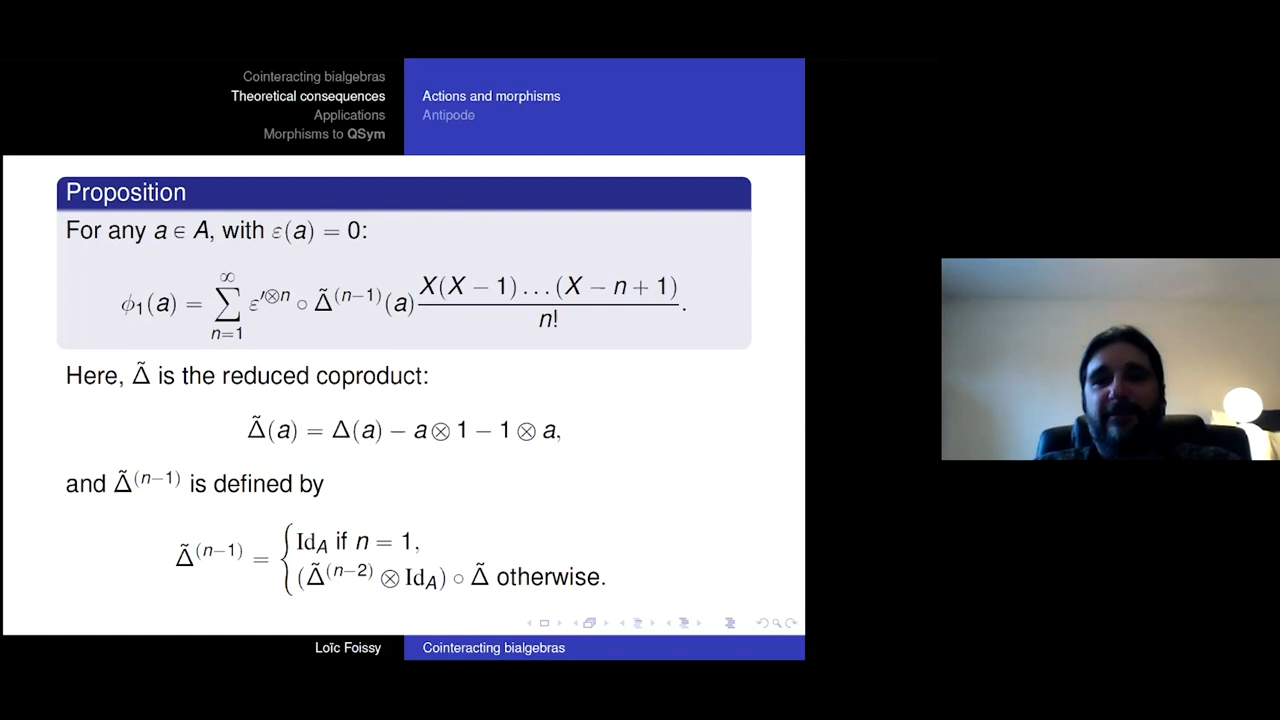 Cointeracting bialgebras
Theoretical consequences
Applications
Morphisms to QSym
Actions and morphisms
Antipode
Proposition
For any a ∈ A, with ε(a) = 0:
ϕ₁(a) = ∑_{n=1}^{∞} ε′^{⊗n} ∘ Δ̃^{(n−1)}(a) X(X − 1)...(X − n + 1) / n! .
Here, Δ̃ is the reduced coproduct:
Δ̃(a) = Δ(a) − a ⊗ 1 − 1 ⊗ a,
and Δ̃^{(n−1)} is defined by
Δ̃^{(n−1)} = { Id_A if n = 1,
(Δ̃^{(n−2)} ⊗ Id_A) ∘ Δ̃ otherwise.
Loïc Foissy
Cointeracting bialgebras